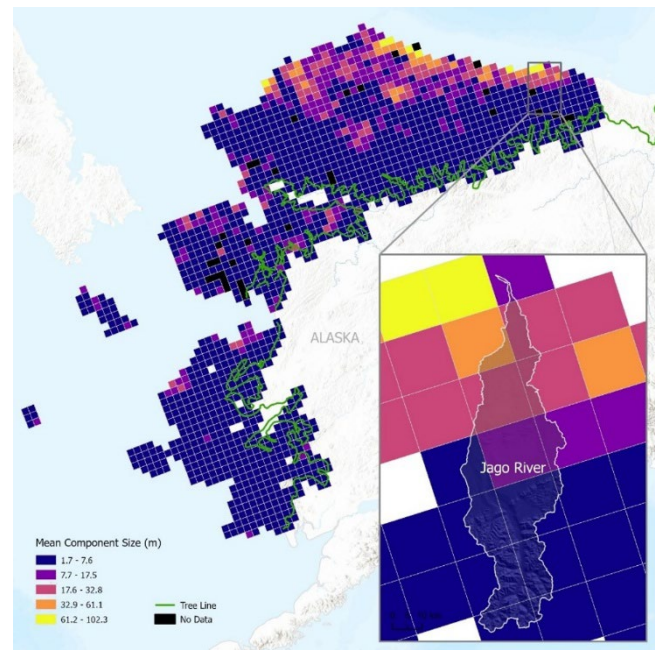 ALASKA
Jago River
Mean Component Size (m)
1.7 - 7.6
7.7 - 17.5
17.6 - 32.8
32.9 - 61.1
61.2 - 102.3
Tree Line
No Data